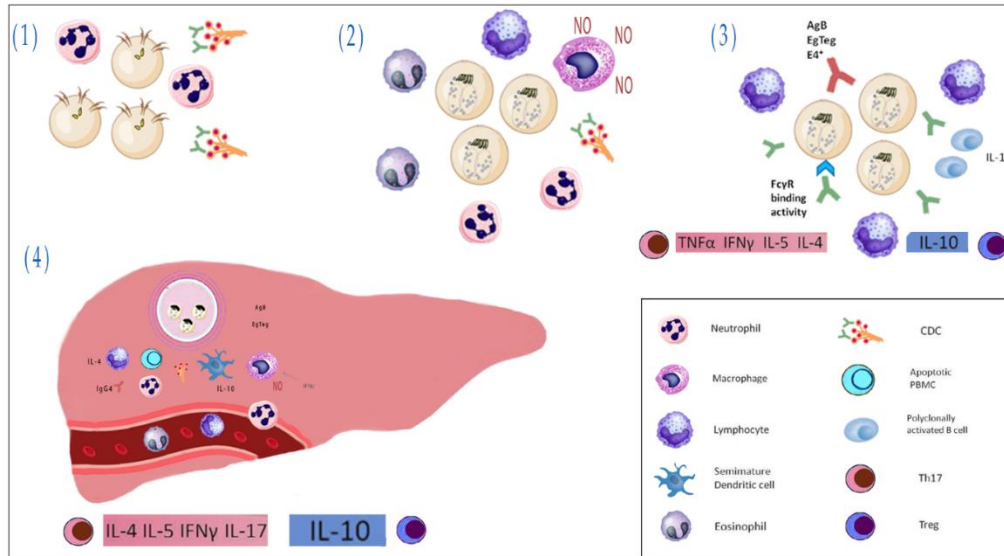 (1)
(2)
NO
NO
NO
(3)
AgB
EgTeg
E4⁺
IL-1
FcγR
binding
activity
TNFα IFNγ IL-5 IL-4
IL-10
(4)
AgB
EgTeg
IL-4
IgG4
IL-10
NO
IL-4 IL-5 IFNγ IL-17
IL-10
Neutrophil
CDC
Macrophage
Apoptotic
PBMC
Lymphocyte
Polyclonally
activated B cell
Semimature
Dendritic cell
Th17
Eosinophil
Treg